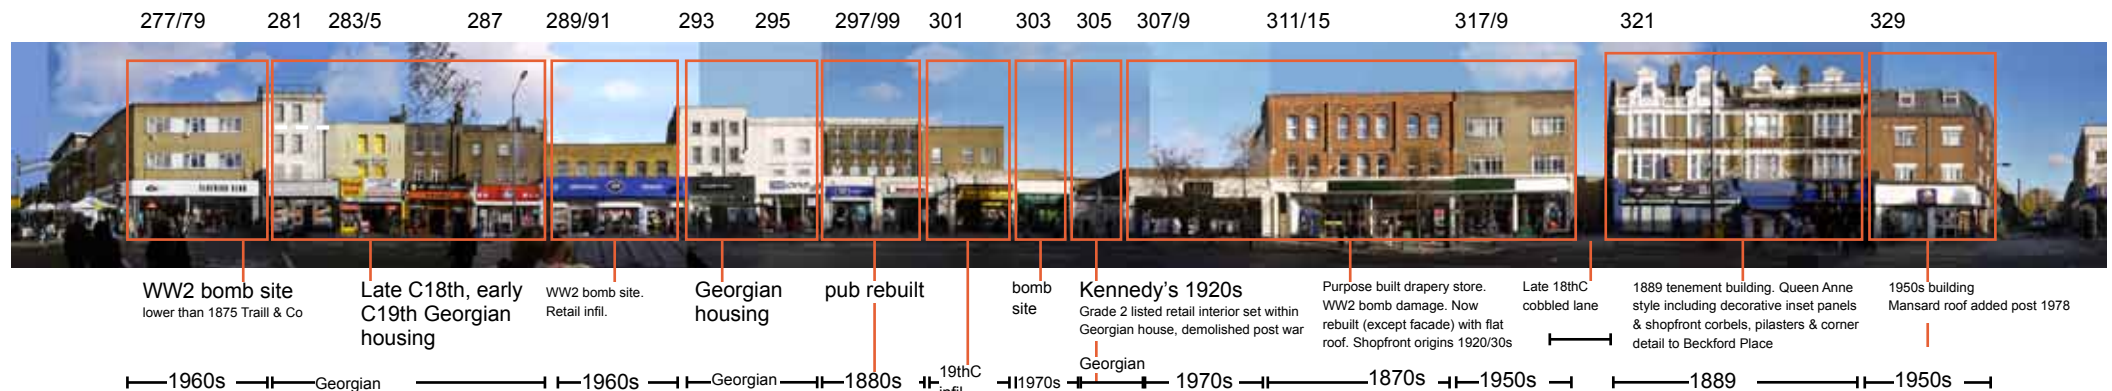 277/79 281 283/5 287 289/91 293 295 297/99 301 303 305 307/9 311/15 317/9 321 329
WW2 bomb site
lower than 1875 Traill & Co
Late C18th, early
C19th Georgian
housing
WW2 bomb site.
Retail infil.
Georgian
housing
pub rebuilt
bomb
site
Kennedy's 1920s
Grade 2 listed retail interior set within
Georgian house, demolished post war
Purpose built drapery store.
WW2 bomb damage. Now
rebuilt (except facade) with flat
roof. Shopfront origins 1920/30s
Late 18thC
cobbled lane
1889 tenement building. Queen Anne
style including decorative inset panels
& shopfront corbels, pilasters & corner
detail to Beckford Place
1950s building
Mansard roof added post 1978
1960s
Georgian
1960s
Georgian
1880s
19thC
infil
1970s
Georgian
1970s
1870s
1950s
1889
1950s